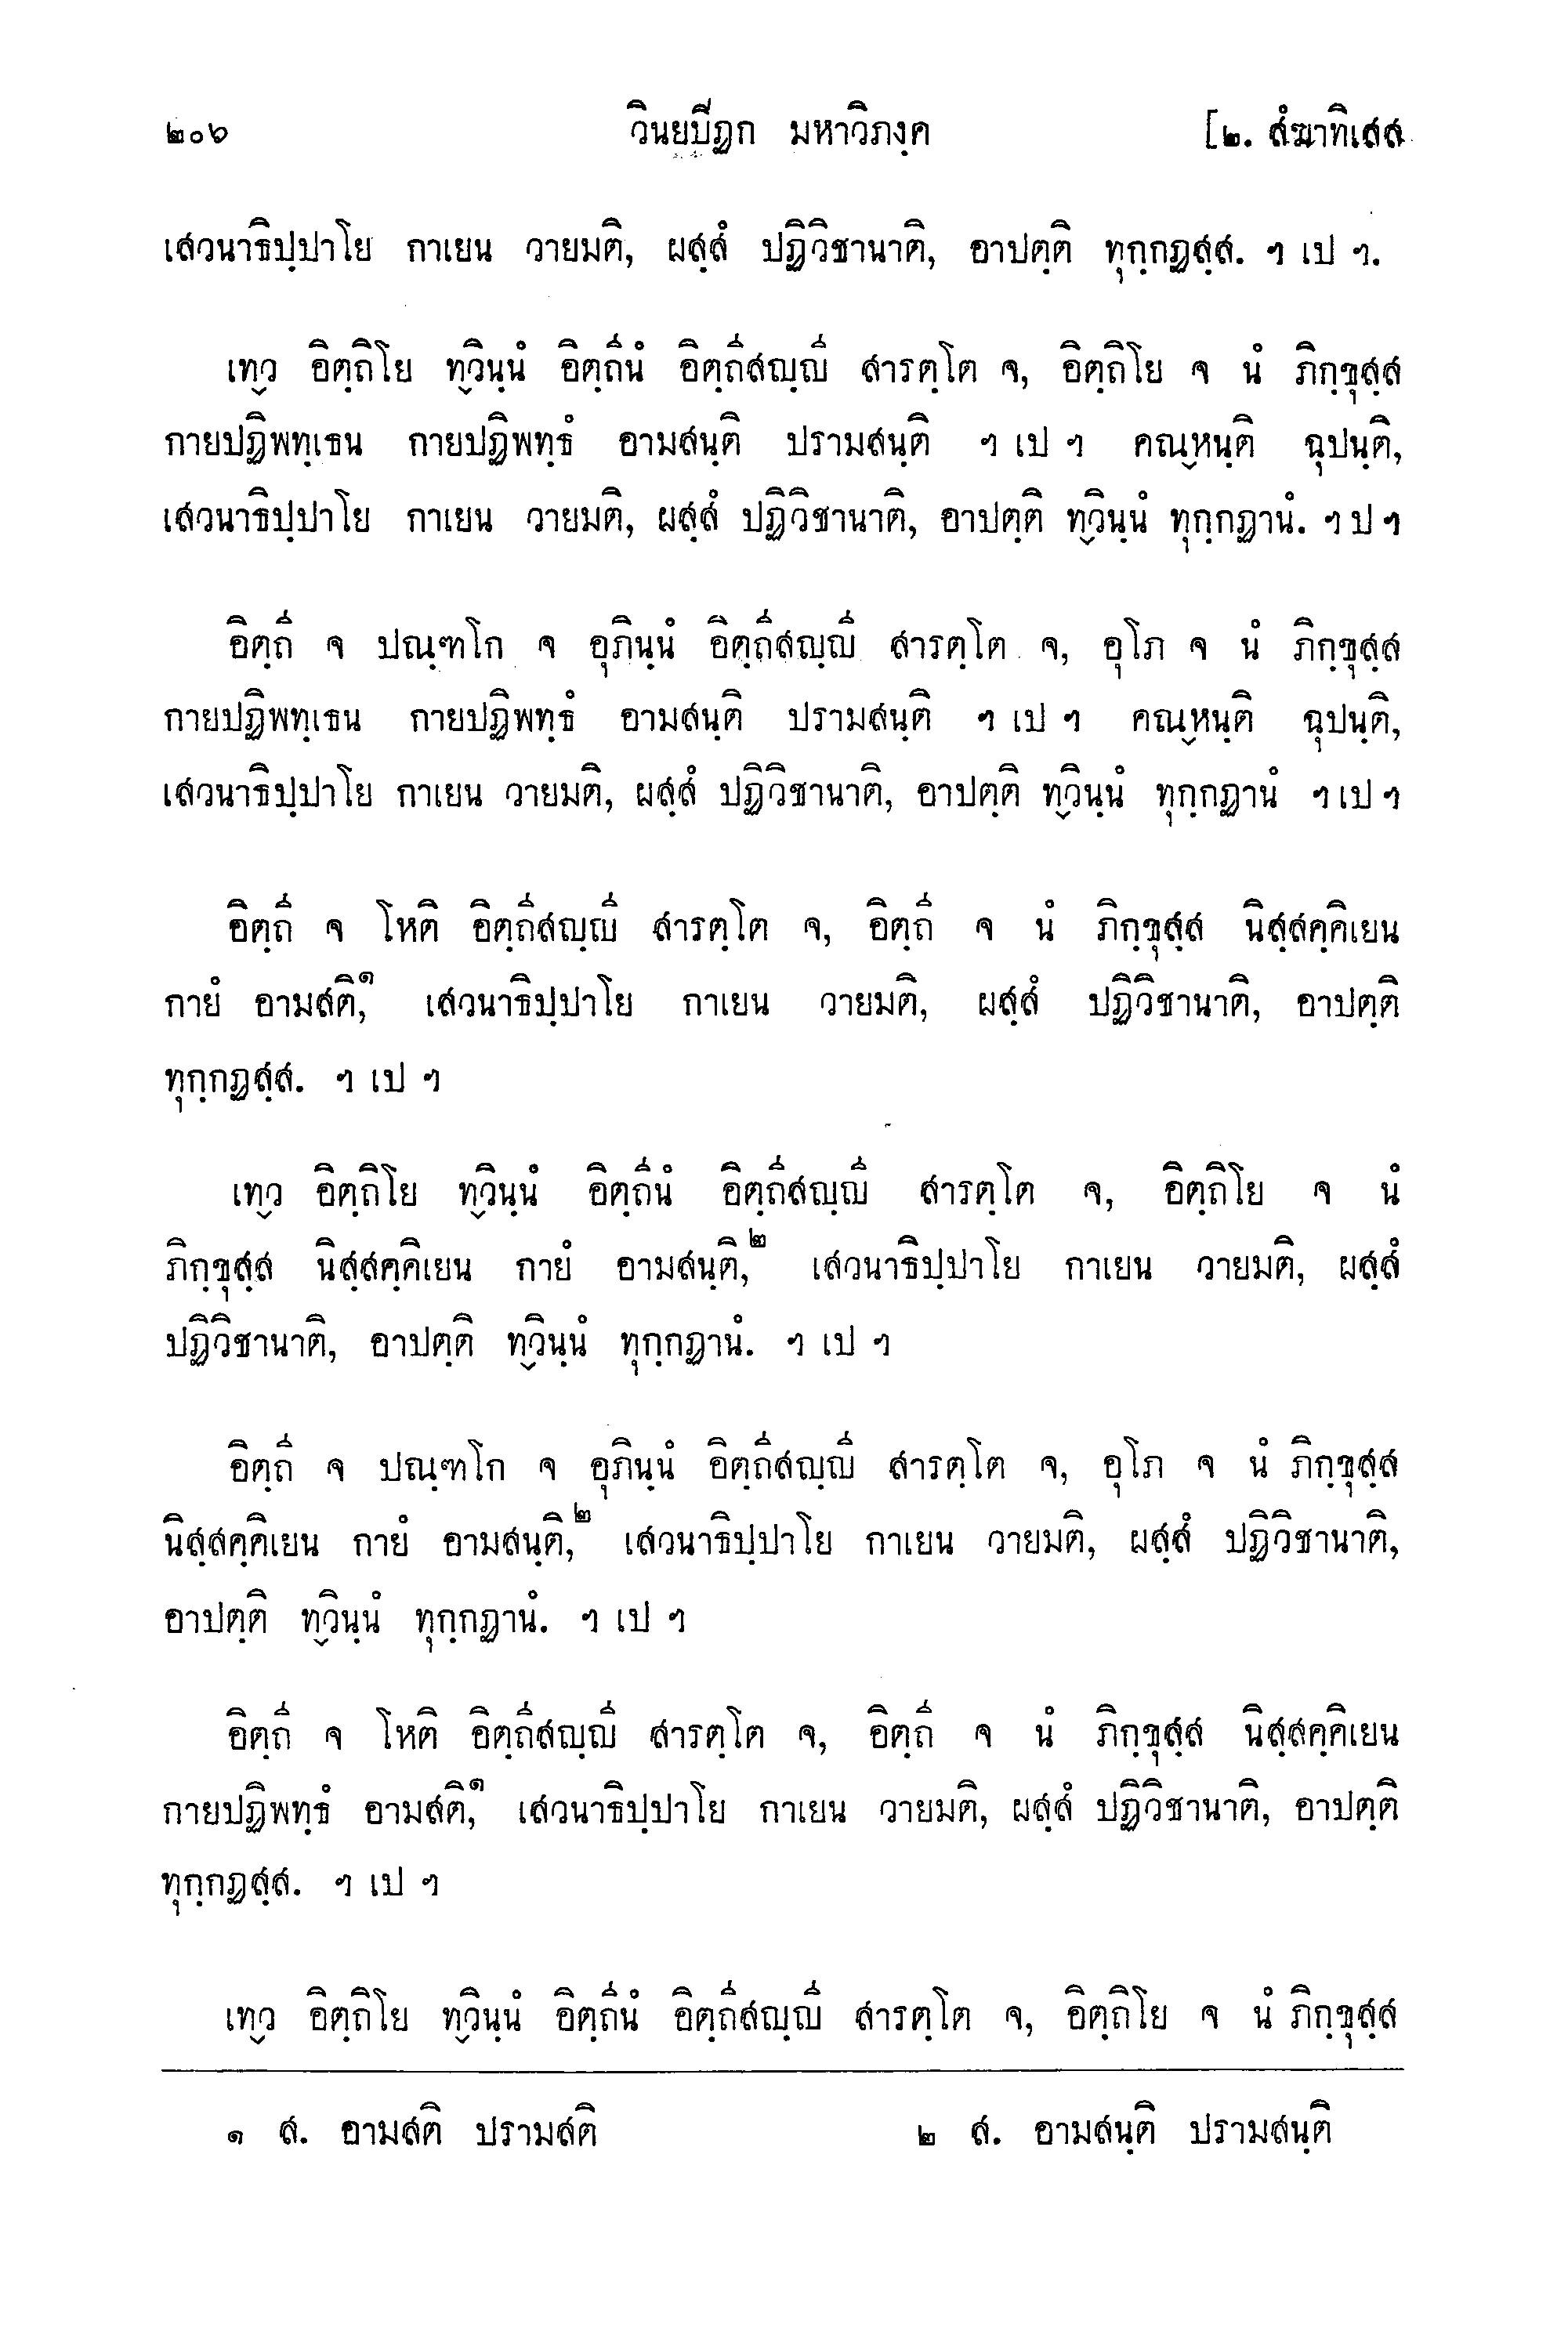 ๒๐๖ วินยปีฏก มหาวิภงฺค [๒. สํฆาทิเสส
เสวนาธิปฺปาโย กาเยน วายมติ, ผสฺสํ ปฏิวิชานาติ, อาปตฺติ ทุกฺกฏสฺส. ฯ เป ฯ.
เทฺว อิตฺถิโย ทฺวินฺนํ อิตฺถีนํ อิตฺถีสญฺญี สารตฺโต จ, อิตฺถิโย จ นํ ภิกฺขุสฺส
กายปฏิพทฺเธน กายปฏิพทฺธํ อามสนฺติ ปรามสนฺติ ฯ เป ฯ คณฺหนฺติ ฉุปนฺติ,
เสวนาธิปฺปาโย กาเยน วายมติ, ผสฺสํ ปฏิวิชานาติ, อาปตฺติ ทฺวินฺนํ ทุกฺกฏานํ. ฯ ป ฯ
อิตฺถี จ ปณฺฑโก จ อุภินฺนํ อิตฺถีสญฺญี สารตฺโต จ, อุโภ จ นํ ภิกฺขุสฺส
กายปฏิพทฺเธน กายปฏิพทฺธํ อามสนฺติ ปรามสนฺติ ฯ เป ฯ คณฺหนฺติ ฉุปนฺติ,
เสวนาธิปฺปาโย กาเยน วายมติ, ผสฺสํ ปฏิวิชานาติ, อาปตฺติ ทฺวินฺนํ ทุกฺกฏานํ ฯ เป ฯ
อิตฺถี จ โหติ อิตฺถีสญฺญี สารตฺโต จ, อิตฺถี จ นํ ภิกฺขุสฺส นิสฺสคฺคิเยน
กายํ อามสติ,๑ เสวนาธิปฺปาโย กาเยน วายมติ, ผสฺสํ ปฏิวิชานาติ, อาปตฺติ
ทุกฺกฏสฺส. ฯ เป ฯ
เทฺว อิตฺถิโย ทฺวินฺนํ อิตฺถีนํ อิตฺถีสญฺญี สารตฺโต จ, อิตฺถิโย จ นํ
ภิกฺขุสฺส นิสฺสคฺคิเยน กายํ อามสนฺติ,๒ เสวนาธิปฺปาโย กาเยน วายมติ, ผสฺสํ
ปฏิวิชานาติ, อาปตฺติ ทฺวินฺนํ ทุกฺกฏานํ. ฯ เป ฯ
อิตฺถี จ ปณฺฑโก จ อุภินฺนํ อิตฺถีสญฺญี สารตฺโต จ, อุโภ จ นํ ภิกฺขุสฺส
นิสฺสคฺคิเยน กายํ อามสนฺติ,๒ เสวนาธิปฺปาโย กาเยน วายมติ, ผสฺสํ ปฏิวิชานาติ,
อาปตฺติ ทฺวินฺนํ ทุกฺกฏานํ. ฯ เป ฯ
อิตฺถี จ โหติ อิตฺถีสญฺญี สารตฺโต จ, อิตฺถี จ นํ ภิกฺขุสฺส นิสฺสคฺคิเยน
กายปฏิพทฺธํ อามสติ,๑ เสวนาธิปฺปาโย กาเยน วายมติ, ผสฺสํ ปฏิวิชานาติ, อาปตฺติ
ทุกฺกฏสฺส. ฯ เป ฯ
เทฺว อิตฺถิโย ทฺวินฺนํ อิตฺถีนํ อิตฺถีสญฺญี สารตฺโต จ, อิตฺถิโย จ นํ ภิกฺขุสฺส
๑ ส. อามสติ ปรามสติ ๒ ส. อามสนฺติ ปรามสนฺติ